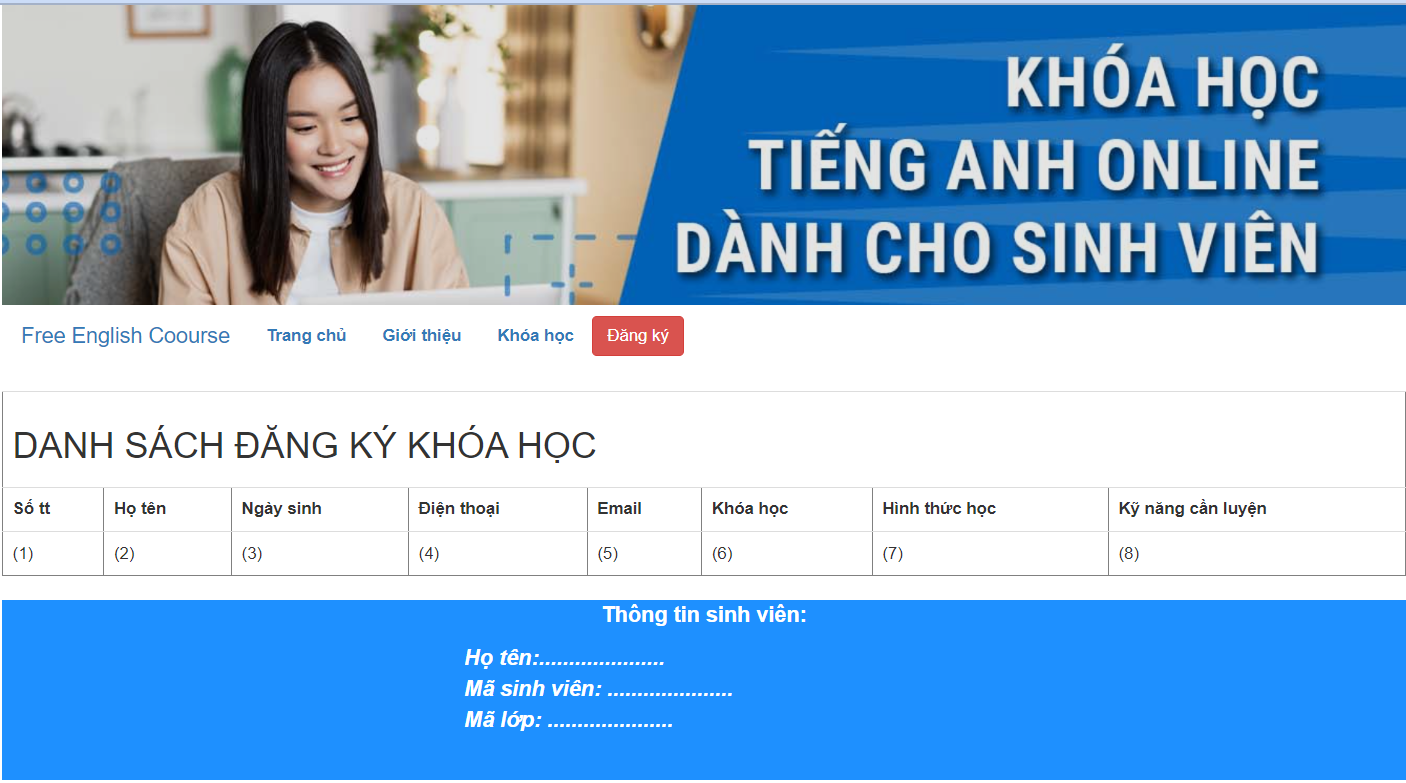 KHÓA HỌC
TIẾNG ANH ONLINE
DÀNH CHO SINH VIÊN
Free English Coourse Trang chủ Giới thiệu Khóa học Đăng ký
DANH SÁCH ĐĂNG KÝ KHÓA HỌC
Số tt Họ tên Ngày sinh Điện thoại Email Khóa học Hình thức học Kỹ năng cần luyện
(1) (2) (3) (4) (5) (6) (7) (8)
Thông tin sinh viên:
Họ tên:.....................
Mã sinh viên: .....................
Mã lớp: .....................